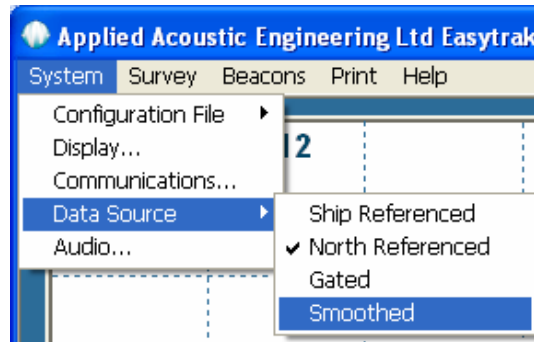 Applied Acoustic Engineering Ltd Easytrak
System Survey Beacons Print Help
Configuration File
Display...
12
Communications...
Data Source
Audio...
Ship Referenced
North Referenced
Gated
Smoothed